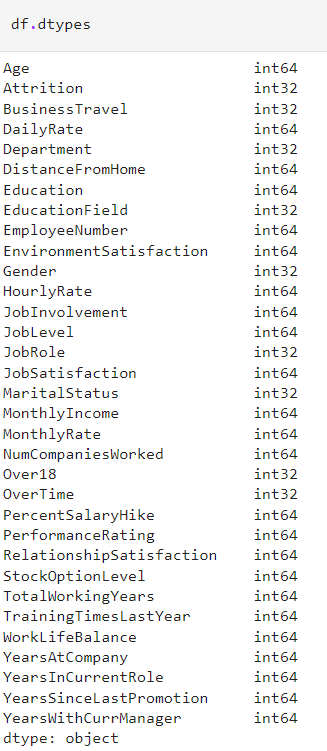 df.dtypes
Age int64
Attrition int32
BusinessTravel int32
DailyRate int64
Department int32
DistanceFromHome int64
Education int64
EducationField int32
EmployeeNumber int64
EnvironmentSatisfaction int64
Gender int32
HourlyRate int64
JobInvolvement int64
JobLevel int64
JobRole int32
JobSatisfaction int64
MaritalStatus int32
MonthlyIncome int64
MonthlyRate int64
NumCompaniesWorked int64
Over18 int32
OverTime int32
PercentSalaryHike int64
PerformanceRating int64
RelationshipSatisfaction int64
StockOptionLevel int64
TotalWorkingYears int64
TrainingTimesLastYear int64
WorkLifeBalance int64
YearsAtCompany int64
YearsInCurrentRole int64
YearsSinceLastPromotion int64
YearsWithCurrManager int64
dtype: object